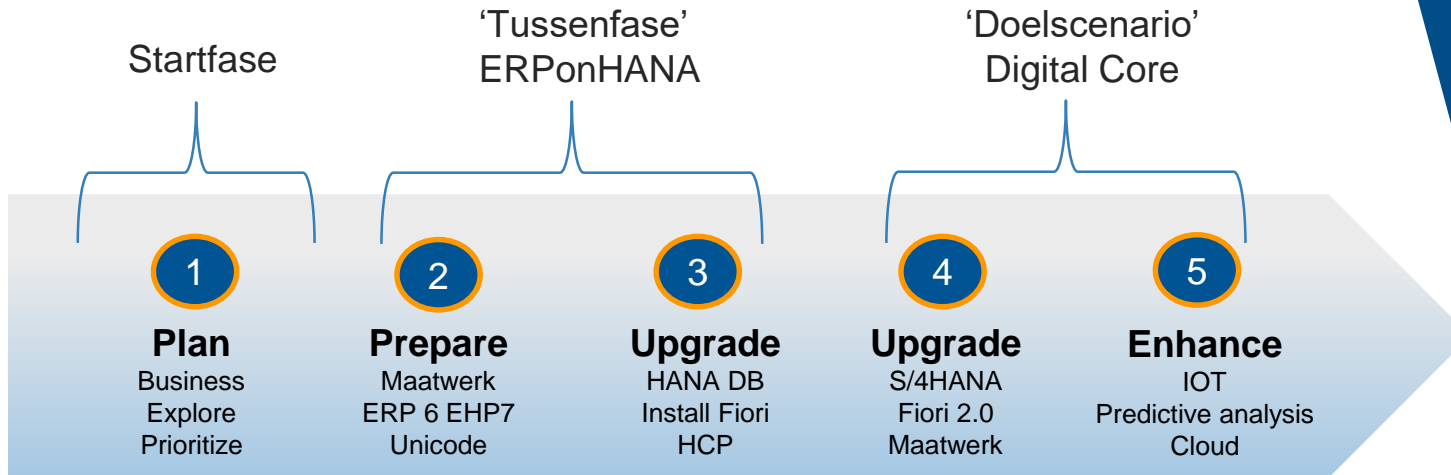 Startfase
‘Tussenfase’
ERPonHANA
‘Doelscenario’
Digital Core
1
Plan
Business
Explore
Prioritize
2
Prepare
Maatwerk
ERP 6 EHP7
Unicode
3
Upgrade
HANA DB
Install Fiori
HCP
4
Upgrade
S/4HANA
Fiori 2.0
Maatwerk
5
Enhance
IOT
Predictive analysis
Cloud